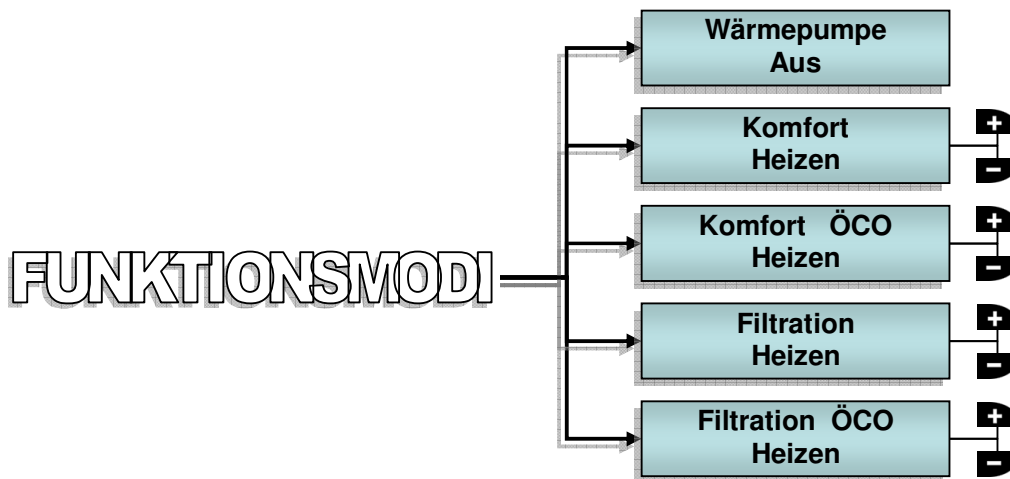 Wärmepumpe
Aus
Komfort
Heizen
+
-
Komfort ÖCO
Heizen
+
-
FUNKTIONSMODI
Filtration
Heizen
+
-
Filtration ÖCO
Heizen
+
-